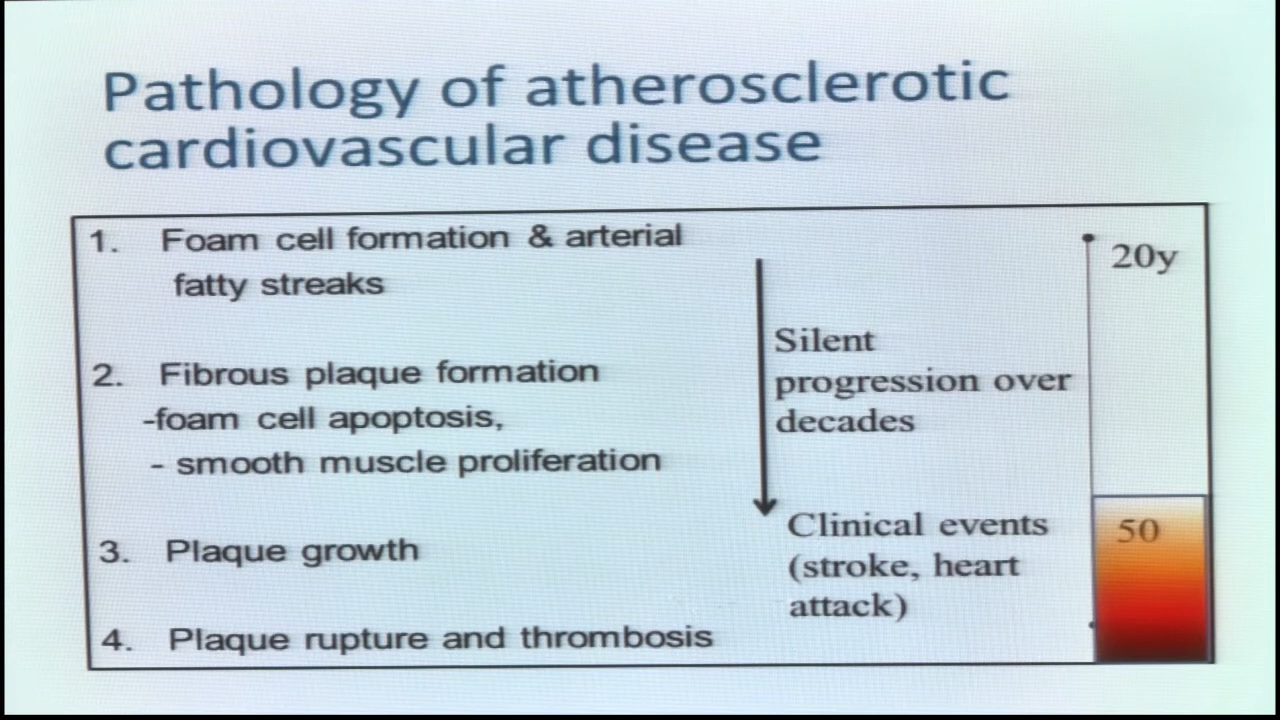 Pathology of atherosclerotic
cardiovascular disease
1. Foam cell formation & arterial
fatty streaks
2. Fibrous plaque formation
-foam cell apoptosis,
- smooth muscle proliferation
3. Plaque growth
4. Plaque rupture and thrombosis
Silent
progression over
decades
Clinical events
(stroke, heart
attack)
20y
50